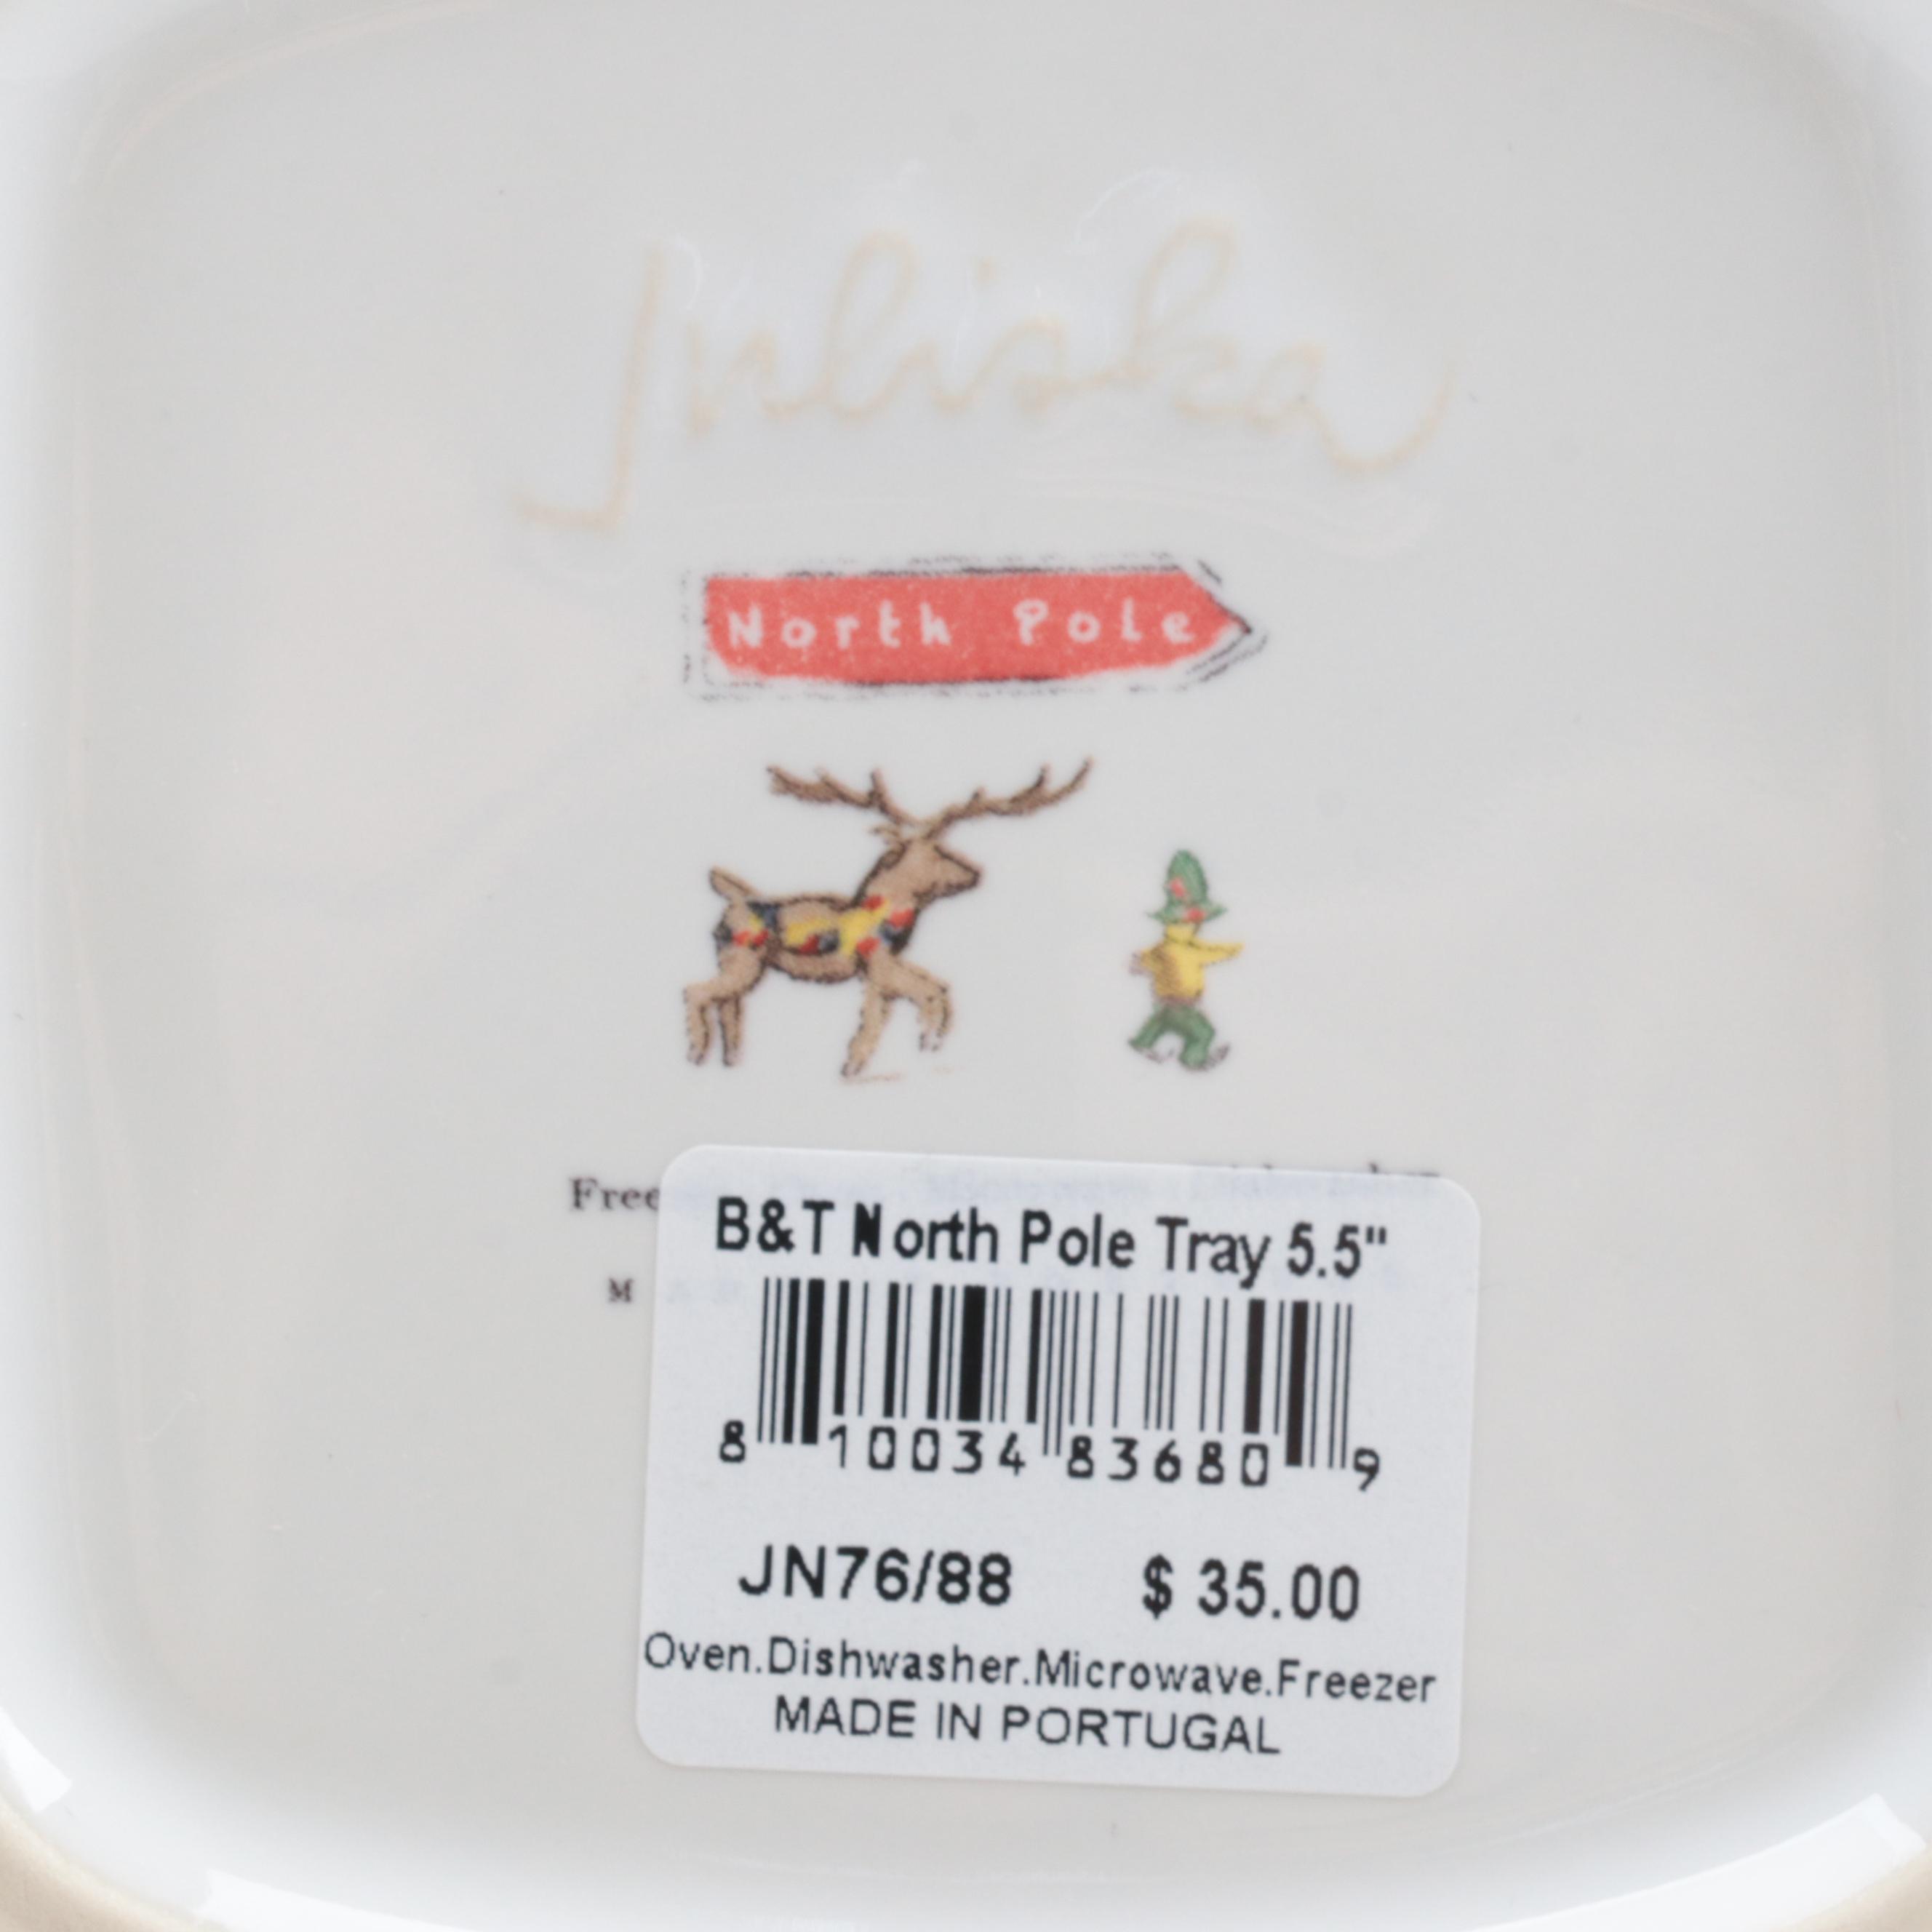 Juliska
North Pole
Free
M
B&T North Pole Tray 5.5"
8 10034 83680 9
JN76/88 $ 35.00
Oven.Dishwasher.Microwave.Freezer
MADE IN PORTUGAL